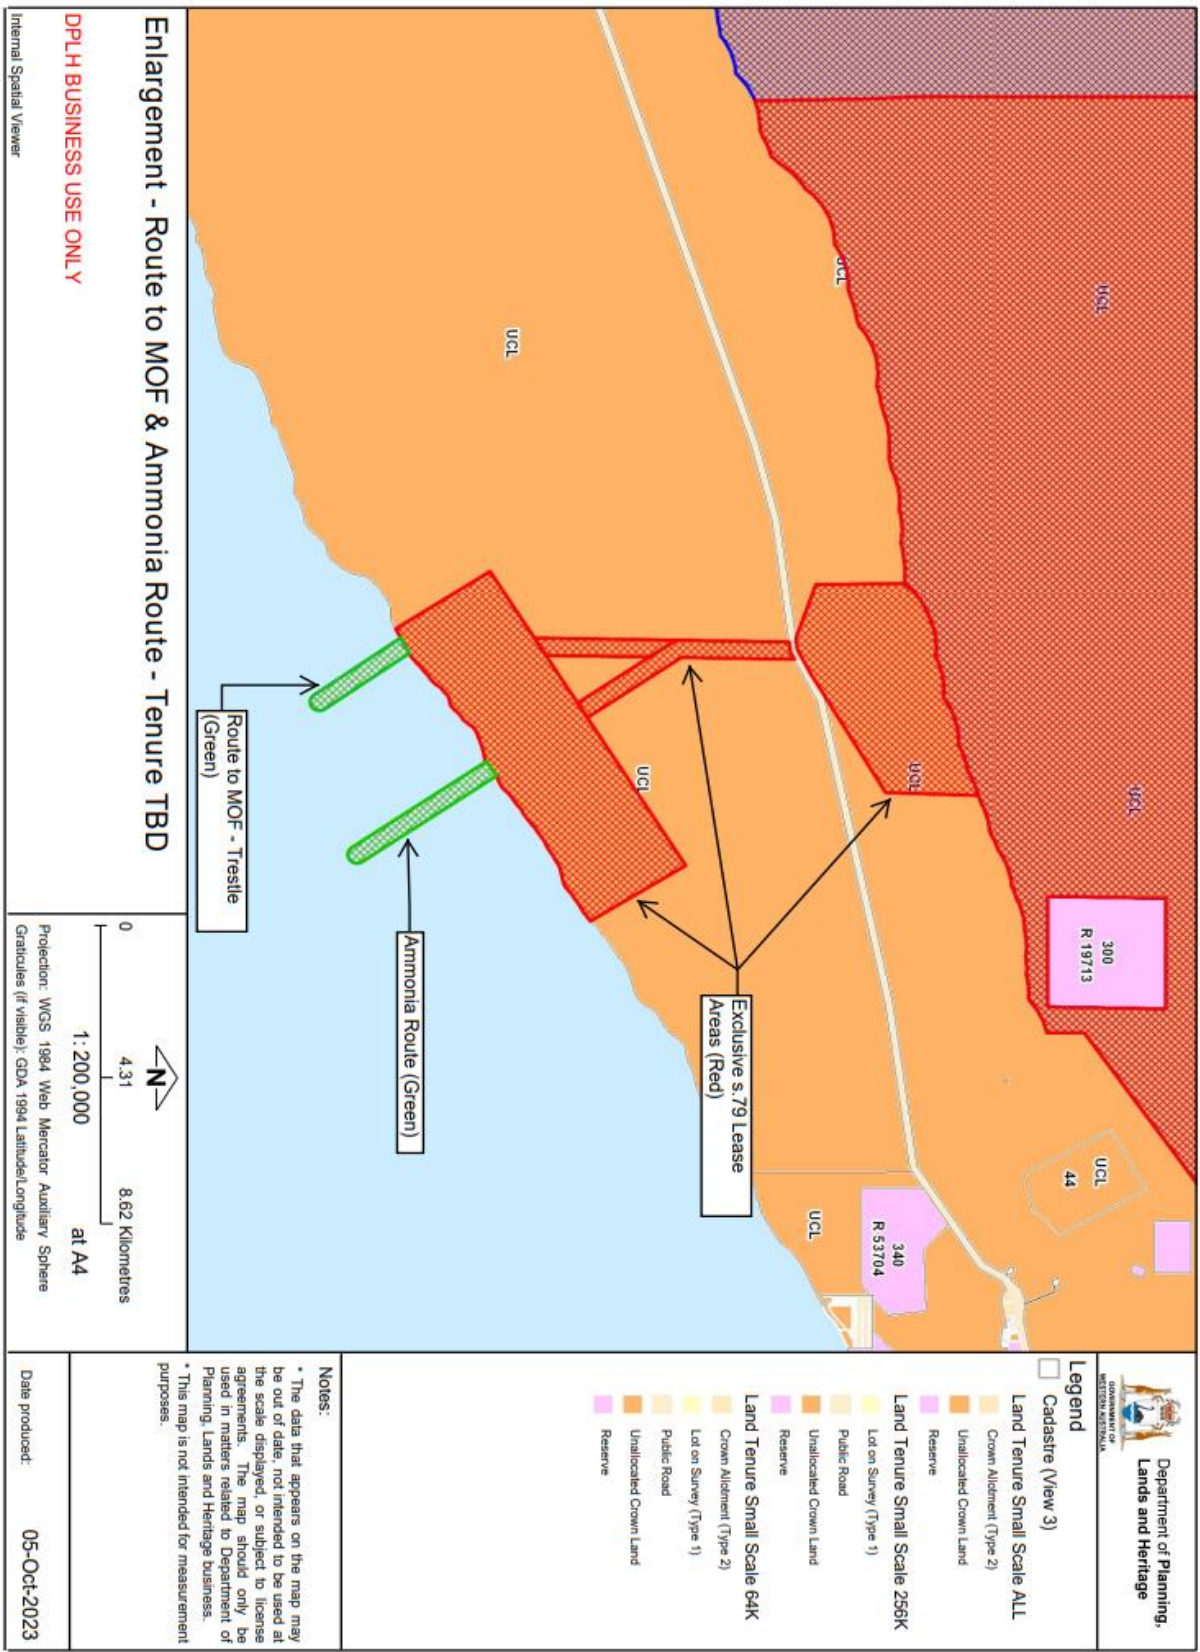 UCL
UCL
UCL
UCL
UCL
UCL
300
R 19713
UCL
44
340
R 53704
UCL
Exclusive s.79 Lease
Areas (Red)
Ammonia Route (Green)
Route to MOF - Trestle
(Green)
Department of Planning,
Lands and Heritage
GOVERNMENT OF
WESTERN AUSTRALIA
Legend
Cadastre (View 3)
Land Tenure Small Scale ALL
Crown Allotment (Type 2)
Unallocated Crown Land
Reserve
Land Tenure Small Scale 256K
Lot on Survey (Type 1)
Public Road
Unallocated Crown Land
Reserve
Land Tenure Small Scale 64K
Crown Allotment (Type 2)
Lot on Survey (Type 1)
Public Road
Unallocated Crown Land
Reserve
Notes:
* The data that appears on the map may
be out of date, not intended to be used at
the scale displayed, or subject to license
agreements. The map should only be
used in matters related to Department of
Planning, Lands and Heritage business.
* This map is not intended for measurement
purposes.
Enlargement - Route to MOF & Ammonia Route - Tenure TBD
DPLH BUSINESS USE ONLY
Internal Spatial Viewer
N
0 4.31 8.62 Kilometres
1: 200,000 at A4
Projection: WGS 1984 Web Mercator Auxiliary Sphere
Graticules (if visible): GDA 1994 Latitude/Longitude
Date produced: 05-Oct-2023